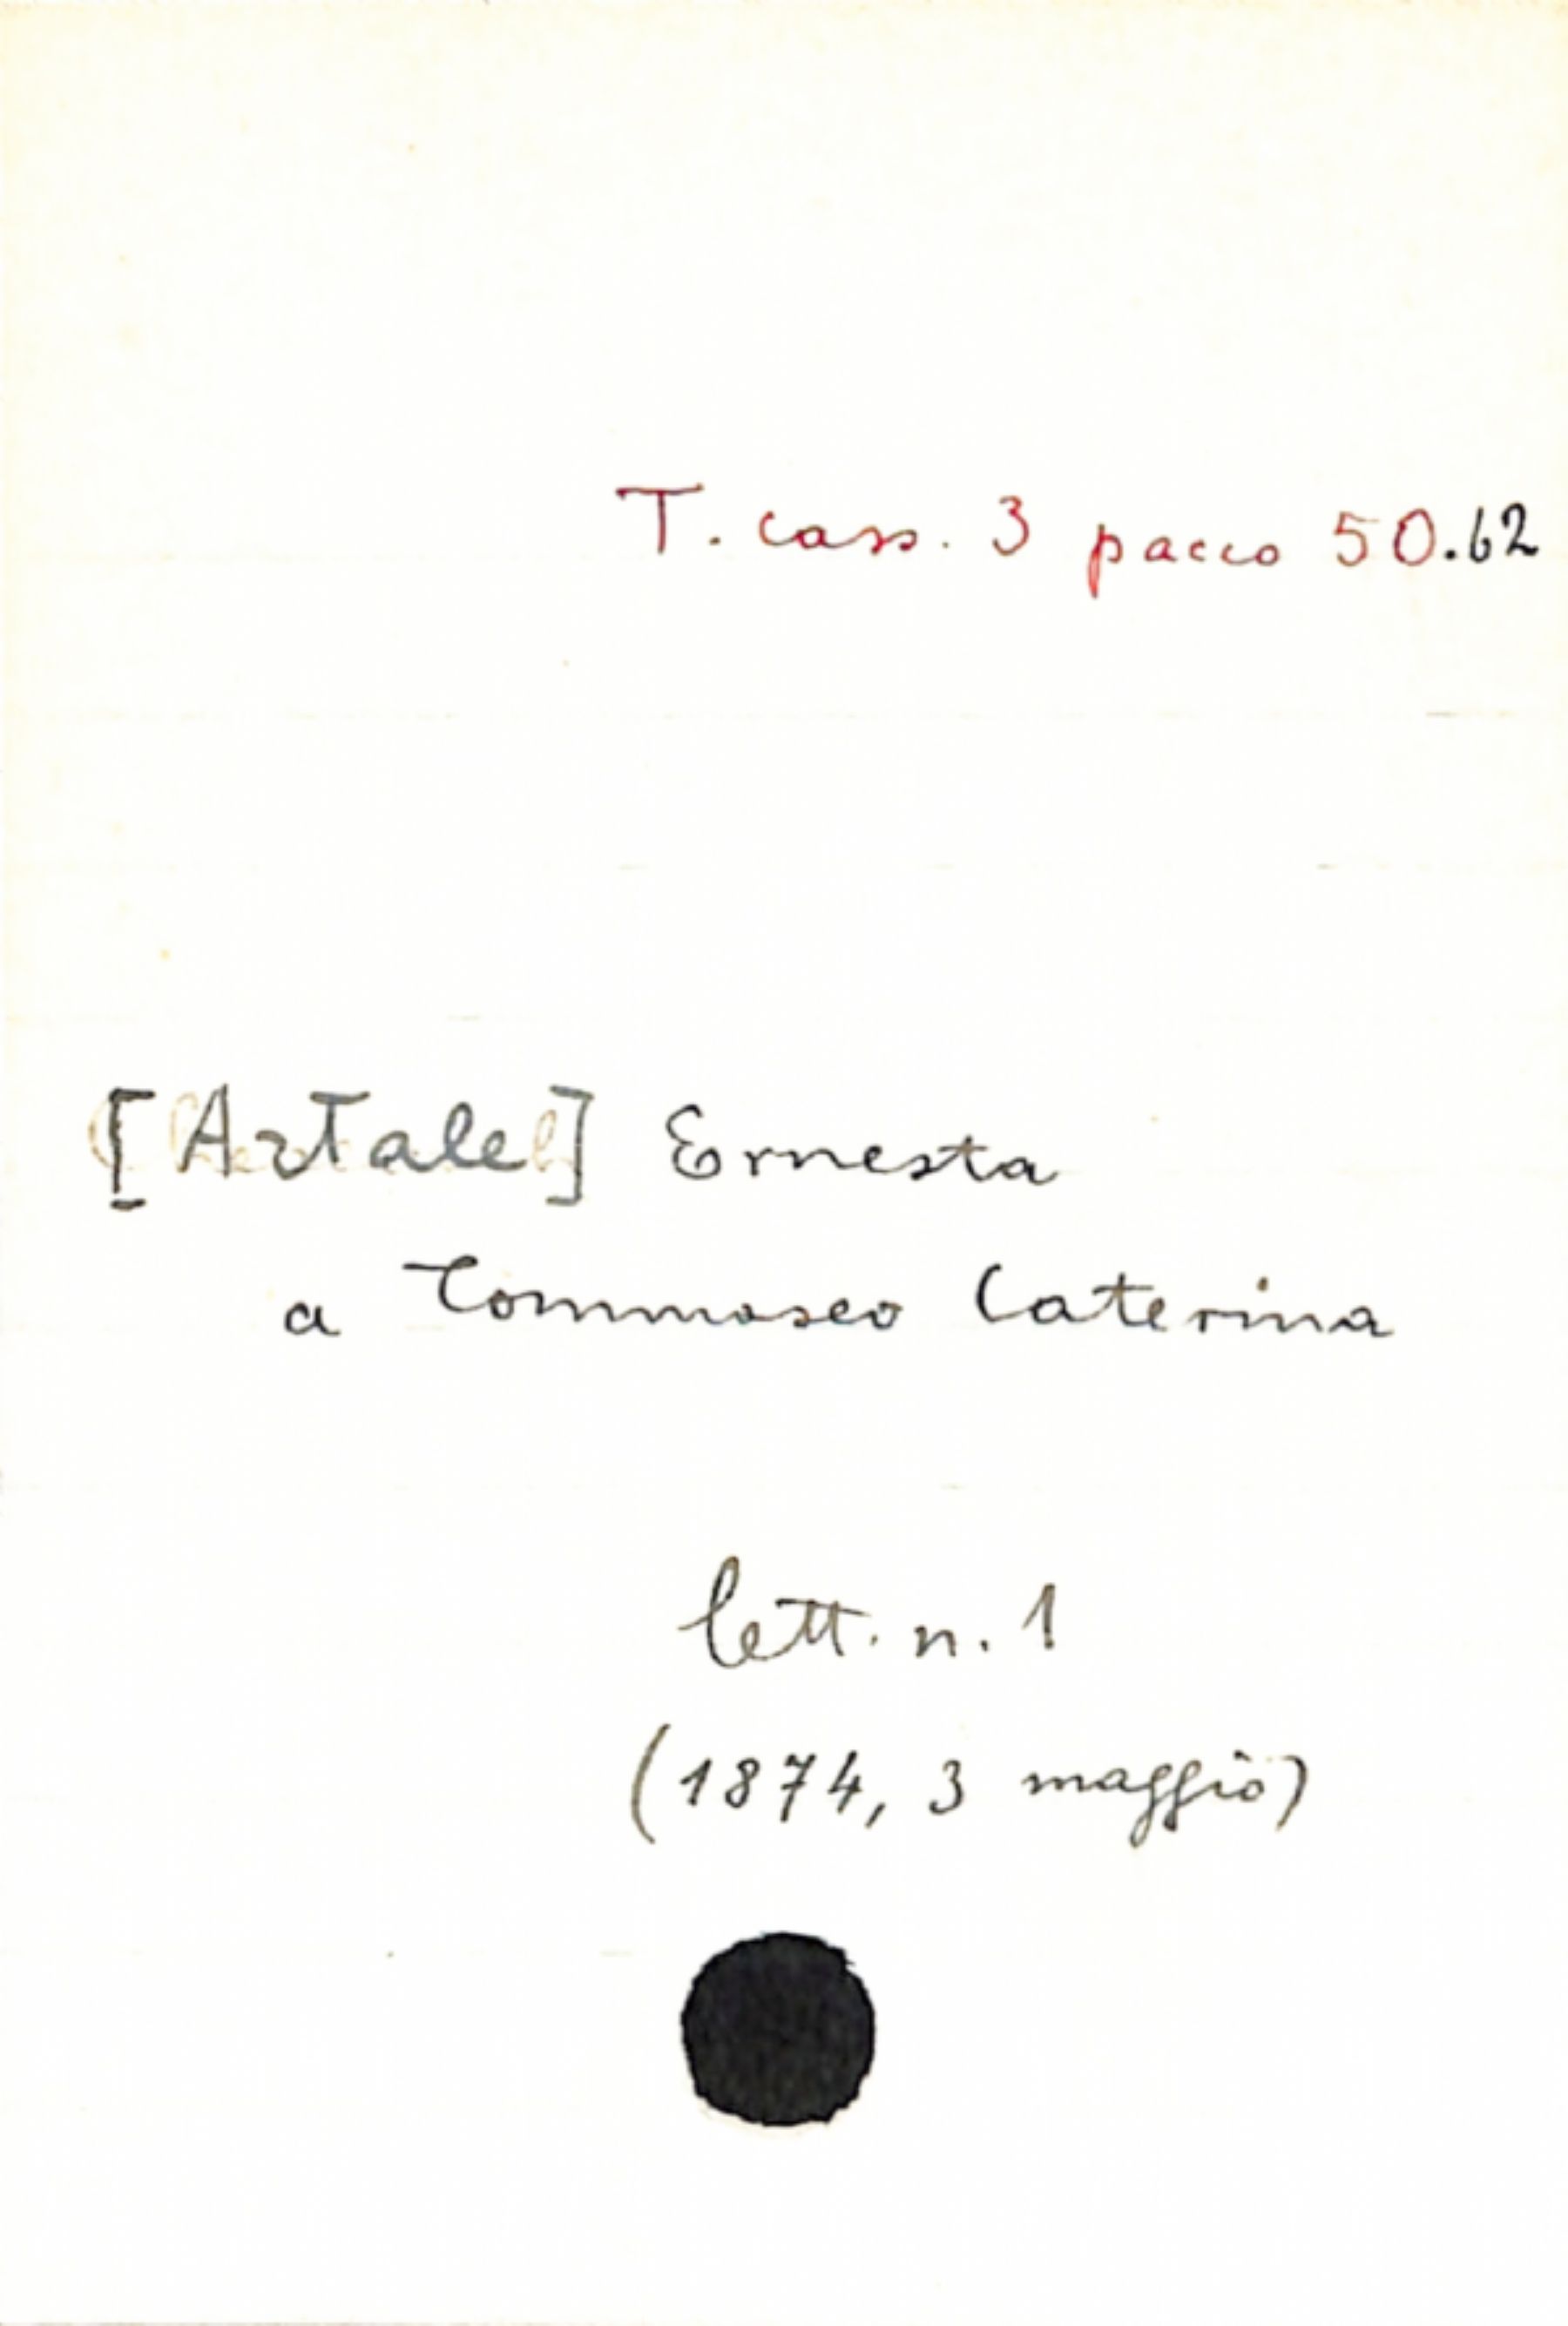 T. cass. 3 pacco 50.62
[Artale] Ernesta
a Tommaseo Caterina
lett. n. 1
(1874, 3 maggio)